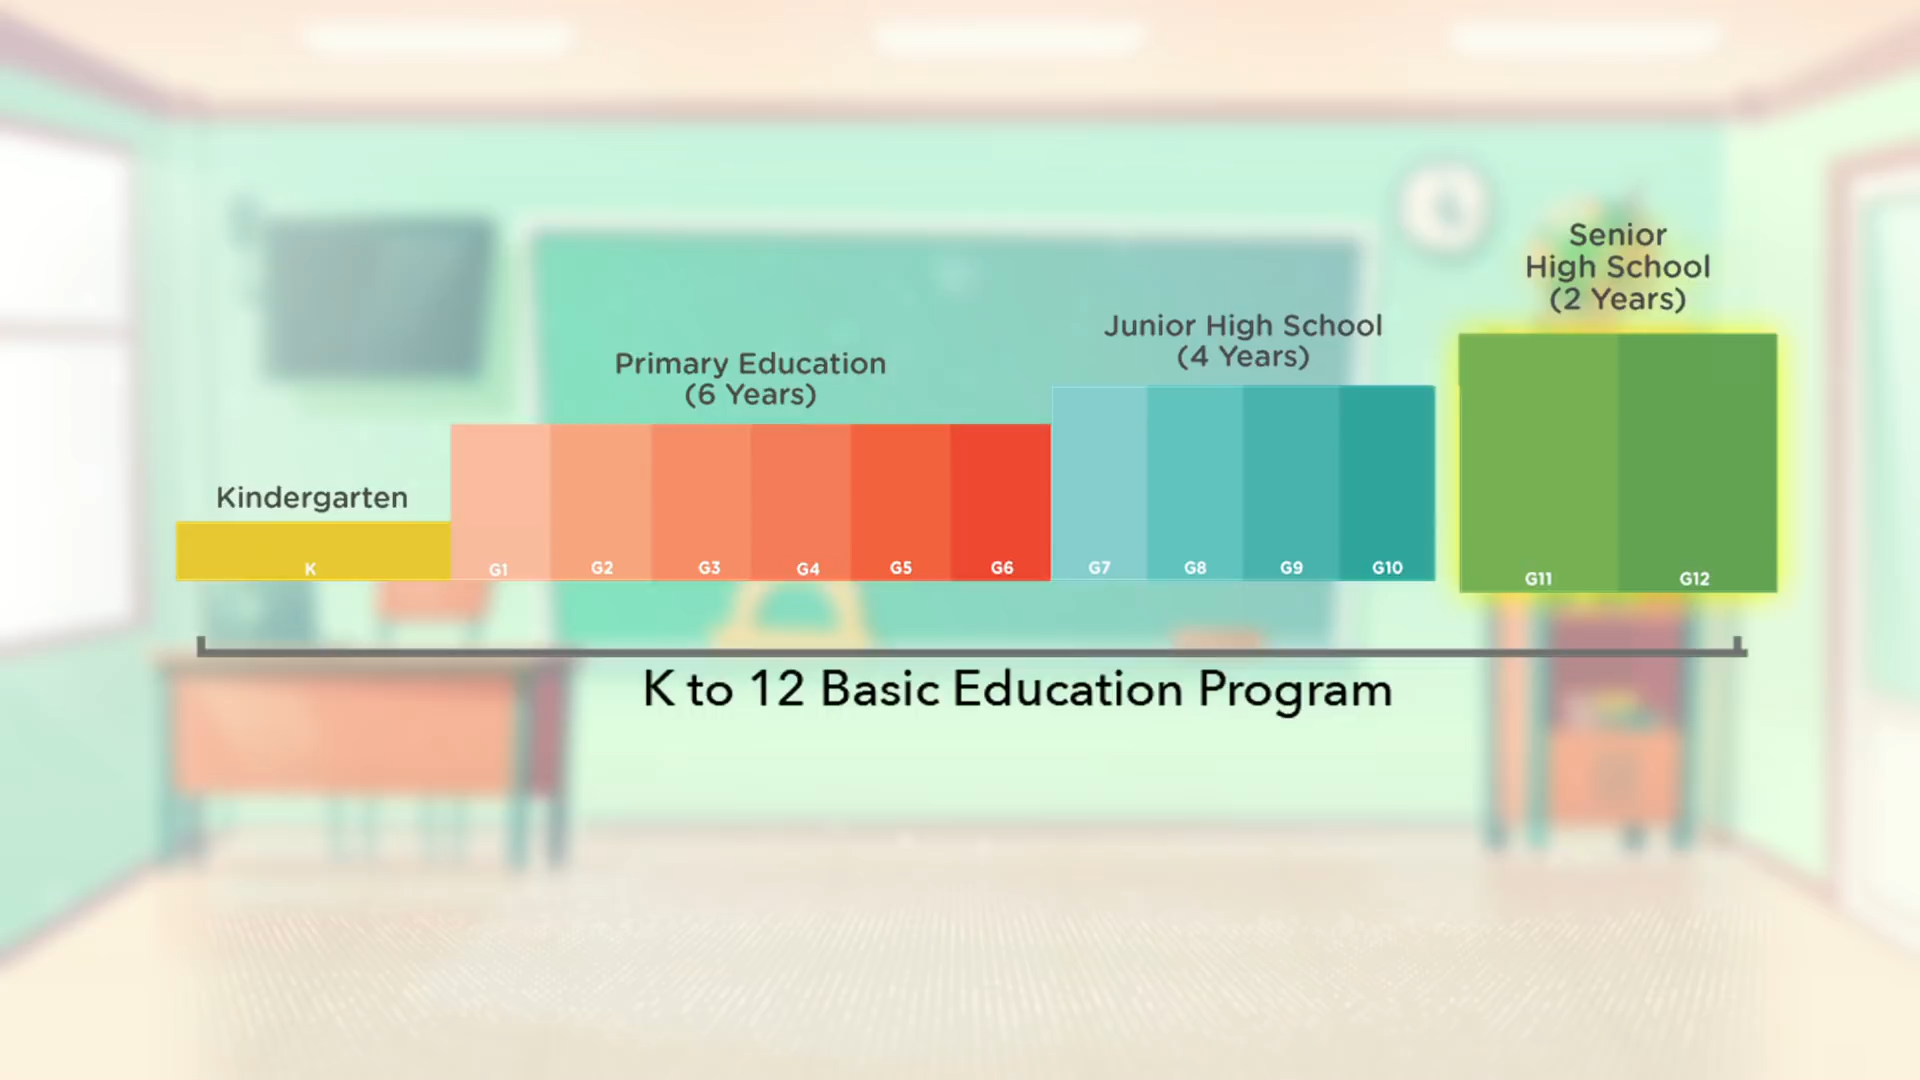 Senior
High School
(2 Years)
Junior High School
(4 Years)
Primary Education
(6 Years)
Kindergarten
K
G1
G2
G3
G4
G5
G6
G7
G8
G9
G10
G11
G12
K to 12 Basic Education Program